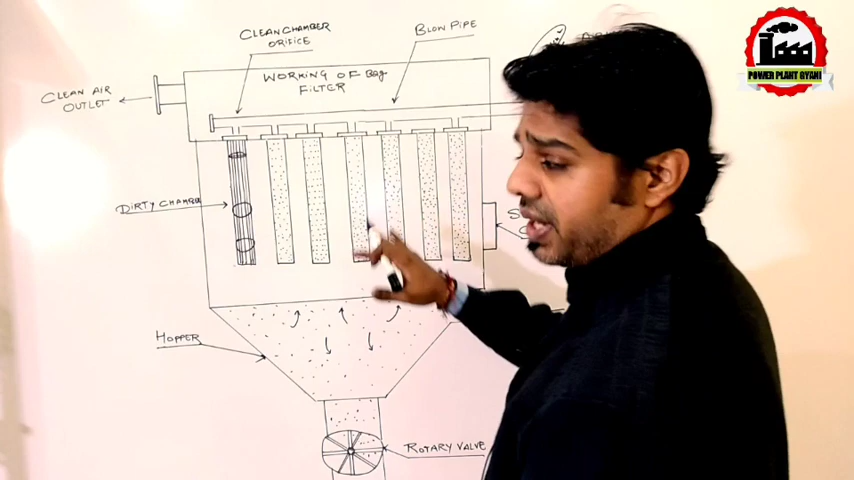 CLEAN CHAMBER
ORIFICE
BLOW PIPE
POWER PLANT GYANI
WORKING OF Bag
FILTER
CLEAN AIR
OUTLET
DIRTY CHAMBER
HOPPER
ROTARY VALVE